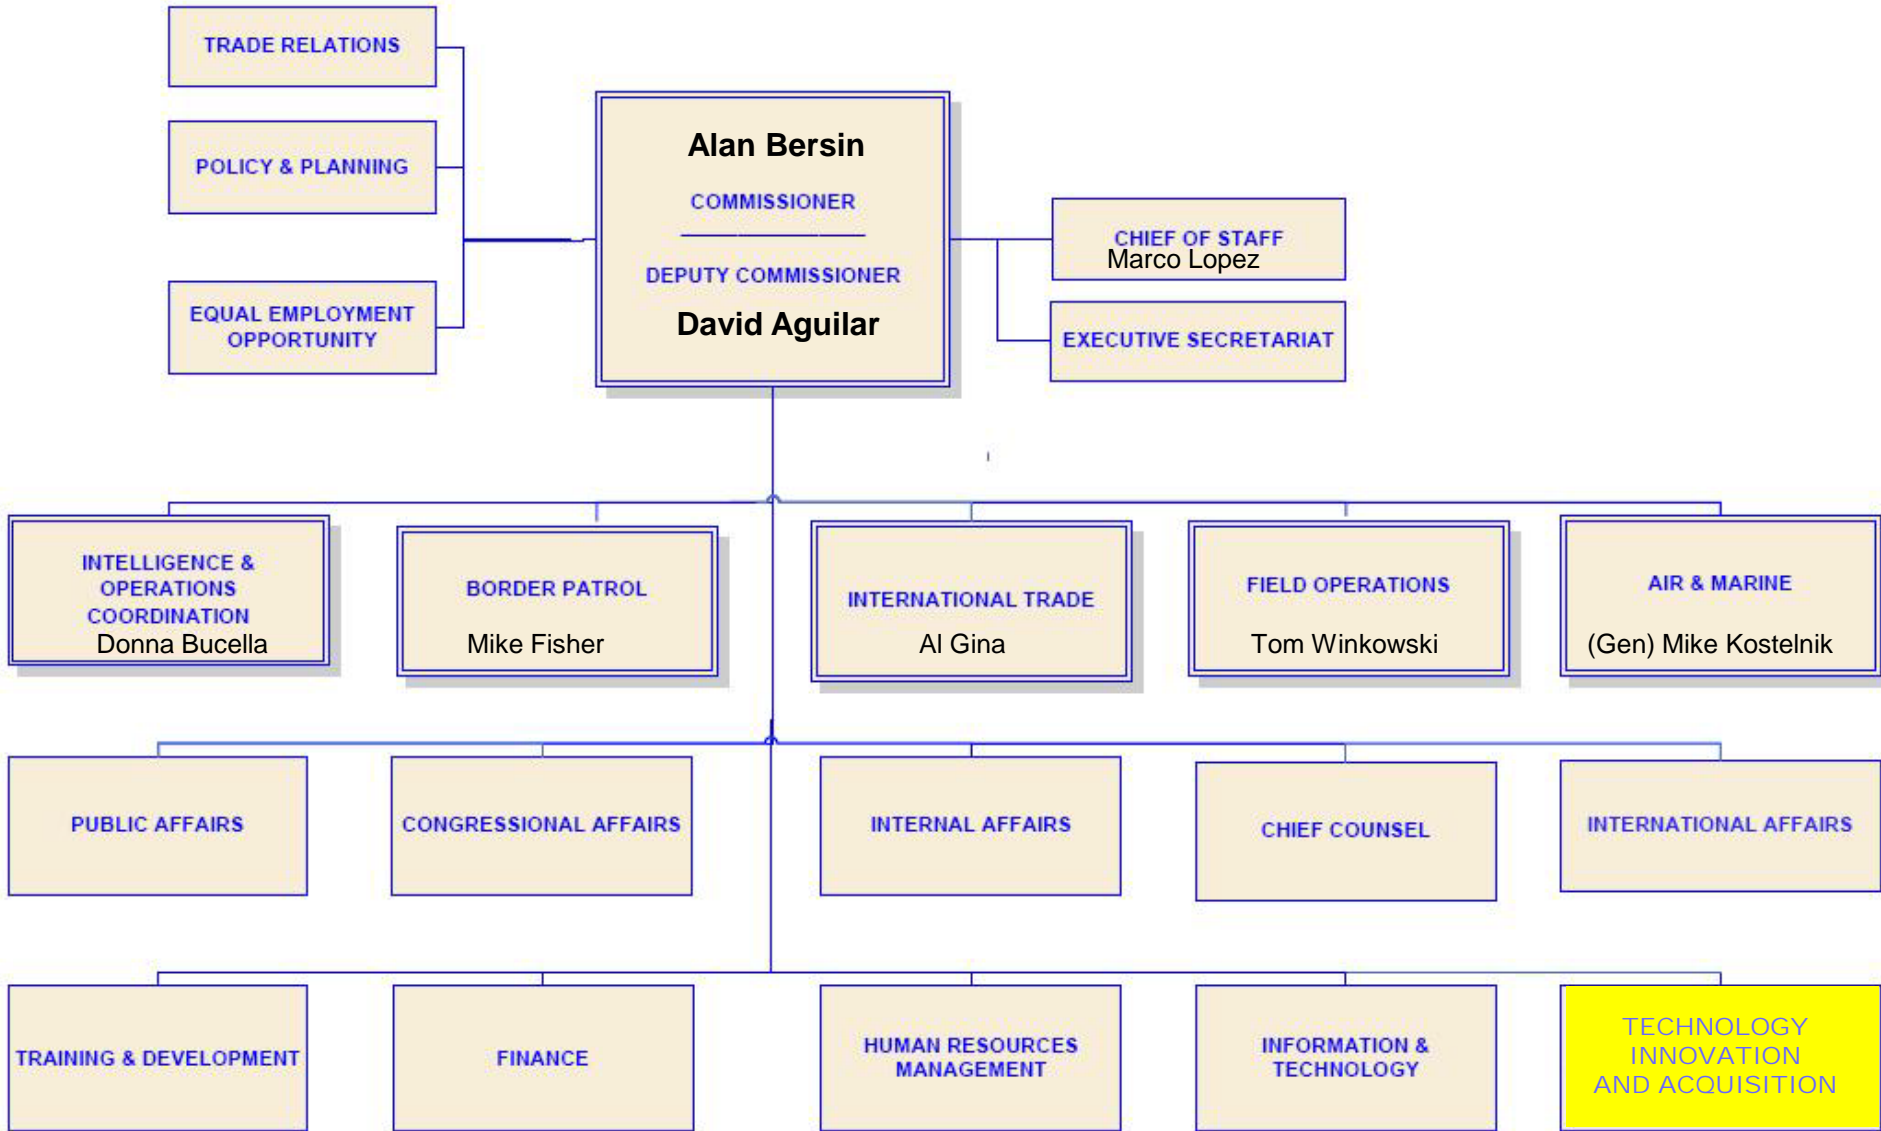 TRADE RELATIONS
POLICY & PLANNING
EQUAL EMPLOYMENT
OPPORTUNITY
Alan Bersin
COMMISSIONER
DEPUTY COMMISSIONER
David Aguilar
CHIEF OF STAFF
Marco Lopez
EXECUTIVE SECRETARIAT
INTELLIGENCE &
OPERATIONS
COORDINATION
Donna Bucella
BORDER PATROL
Mike Fisher
INTERNATIONAL TRADE
Al Gina
FIELD OPERATIONS
Tom Winkowski
AIR & MARINE
(Gen) Mike Kostelnik
PUBLIC AFFAIRS
CONGRESSIONAL AFFAIRS
INTERNAL AFFAIRS
CHIEF COUNSEL
INTERNATIONAL AFFAIRS
TRAINING & DEVELOPMENT
FINANCE
HUMAN RESOURCES
MANAGEMENT
INFORMATION &
TECHNOLOGY
TECHNOLOGY
INNOVATION
AND ACQUISITION